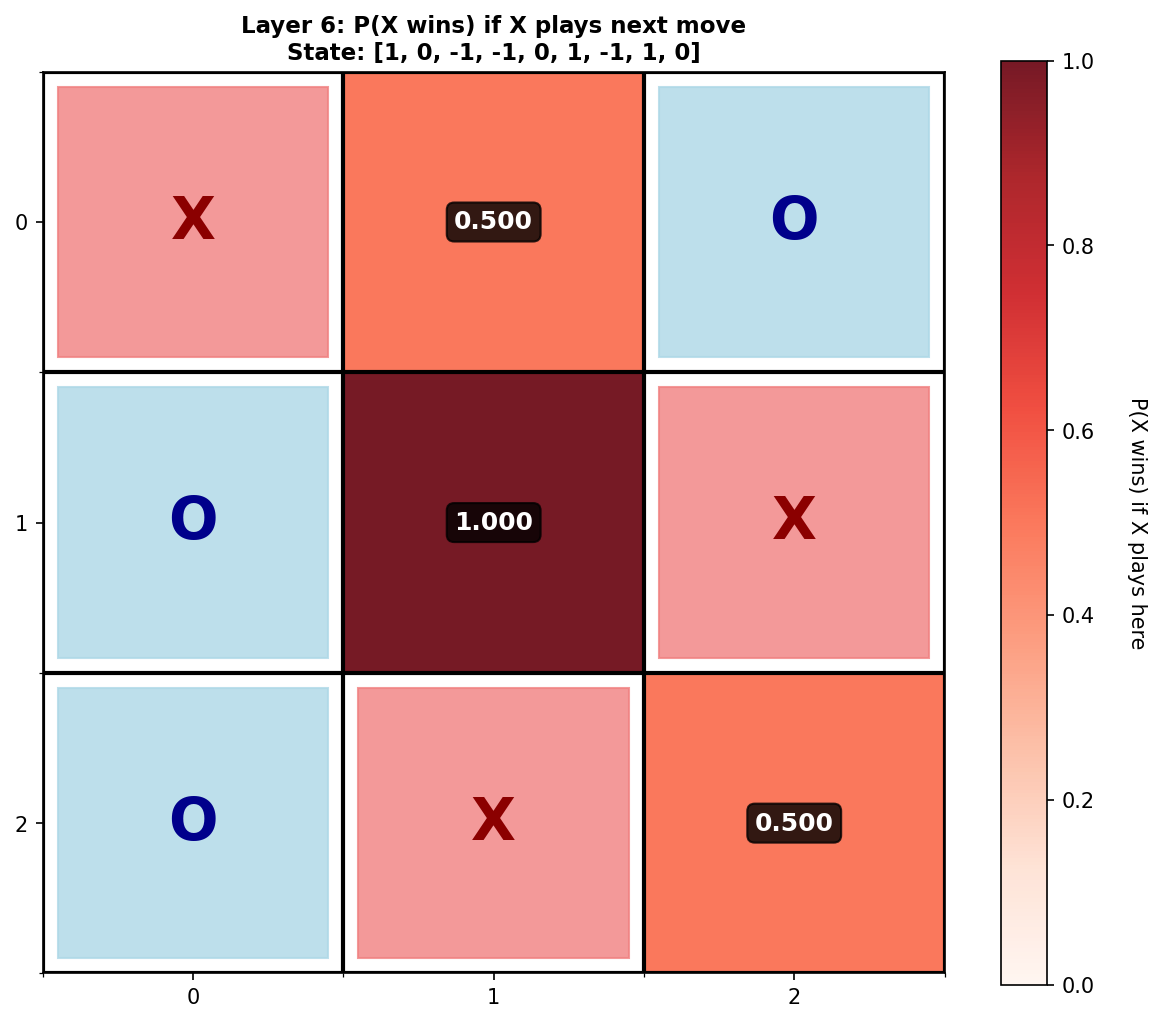 Layer 6: P(X wins) if X plays next move
State: [1, 0, -1, -1, 0, 1, -1, 1, 0]
0
X
0.500
O
1
O
1.000
X
2
O
X
0.500
0
1
2
1.0
0.8
0.6
0.4
0.2
0.0
P(X wins) if X plays here